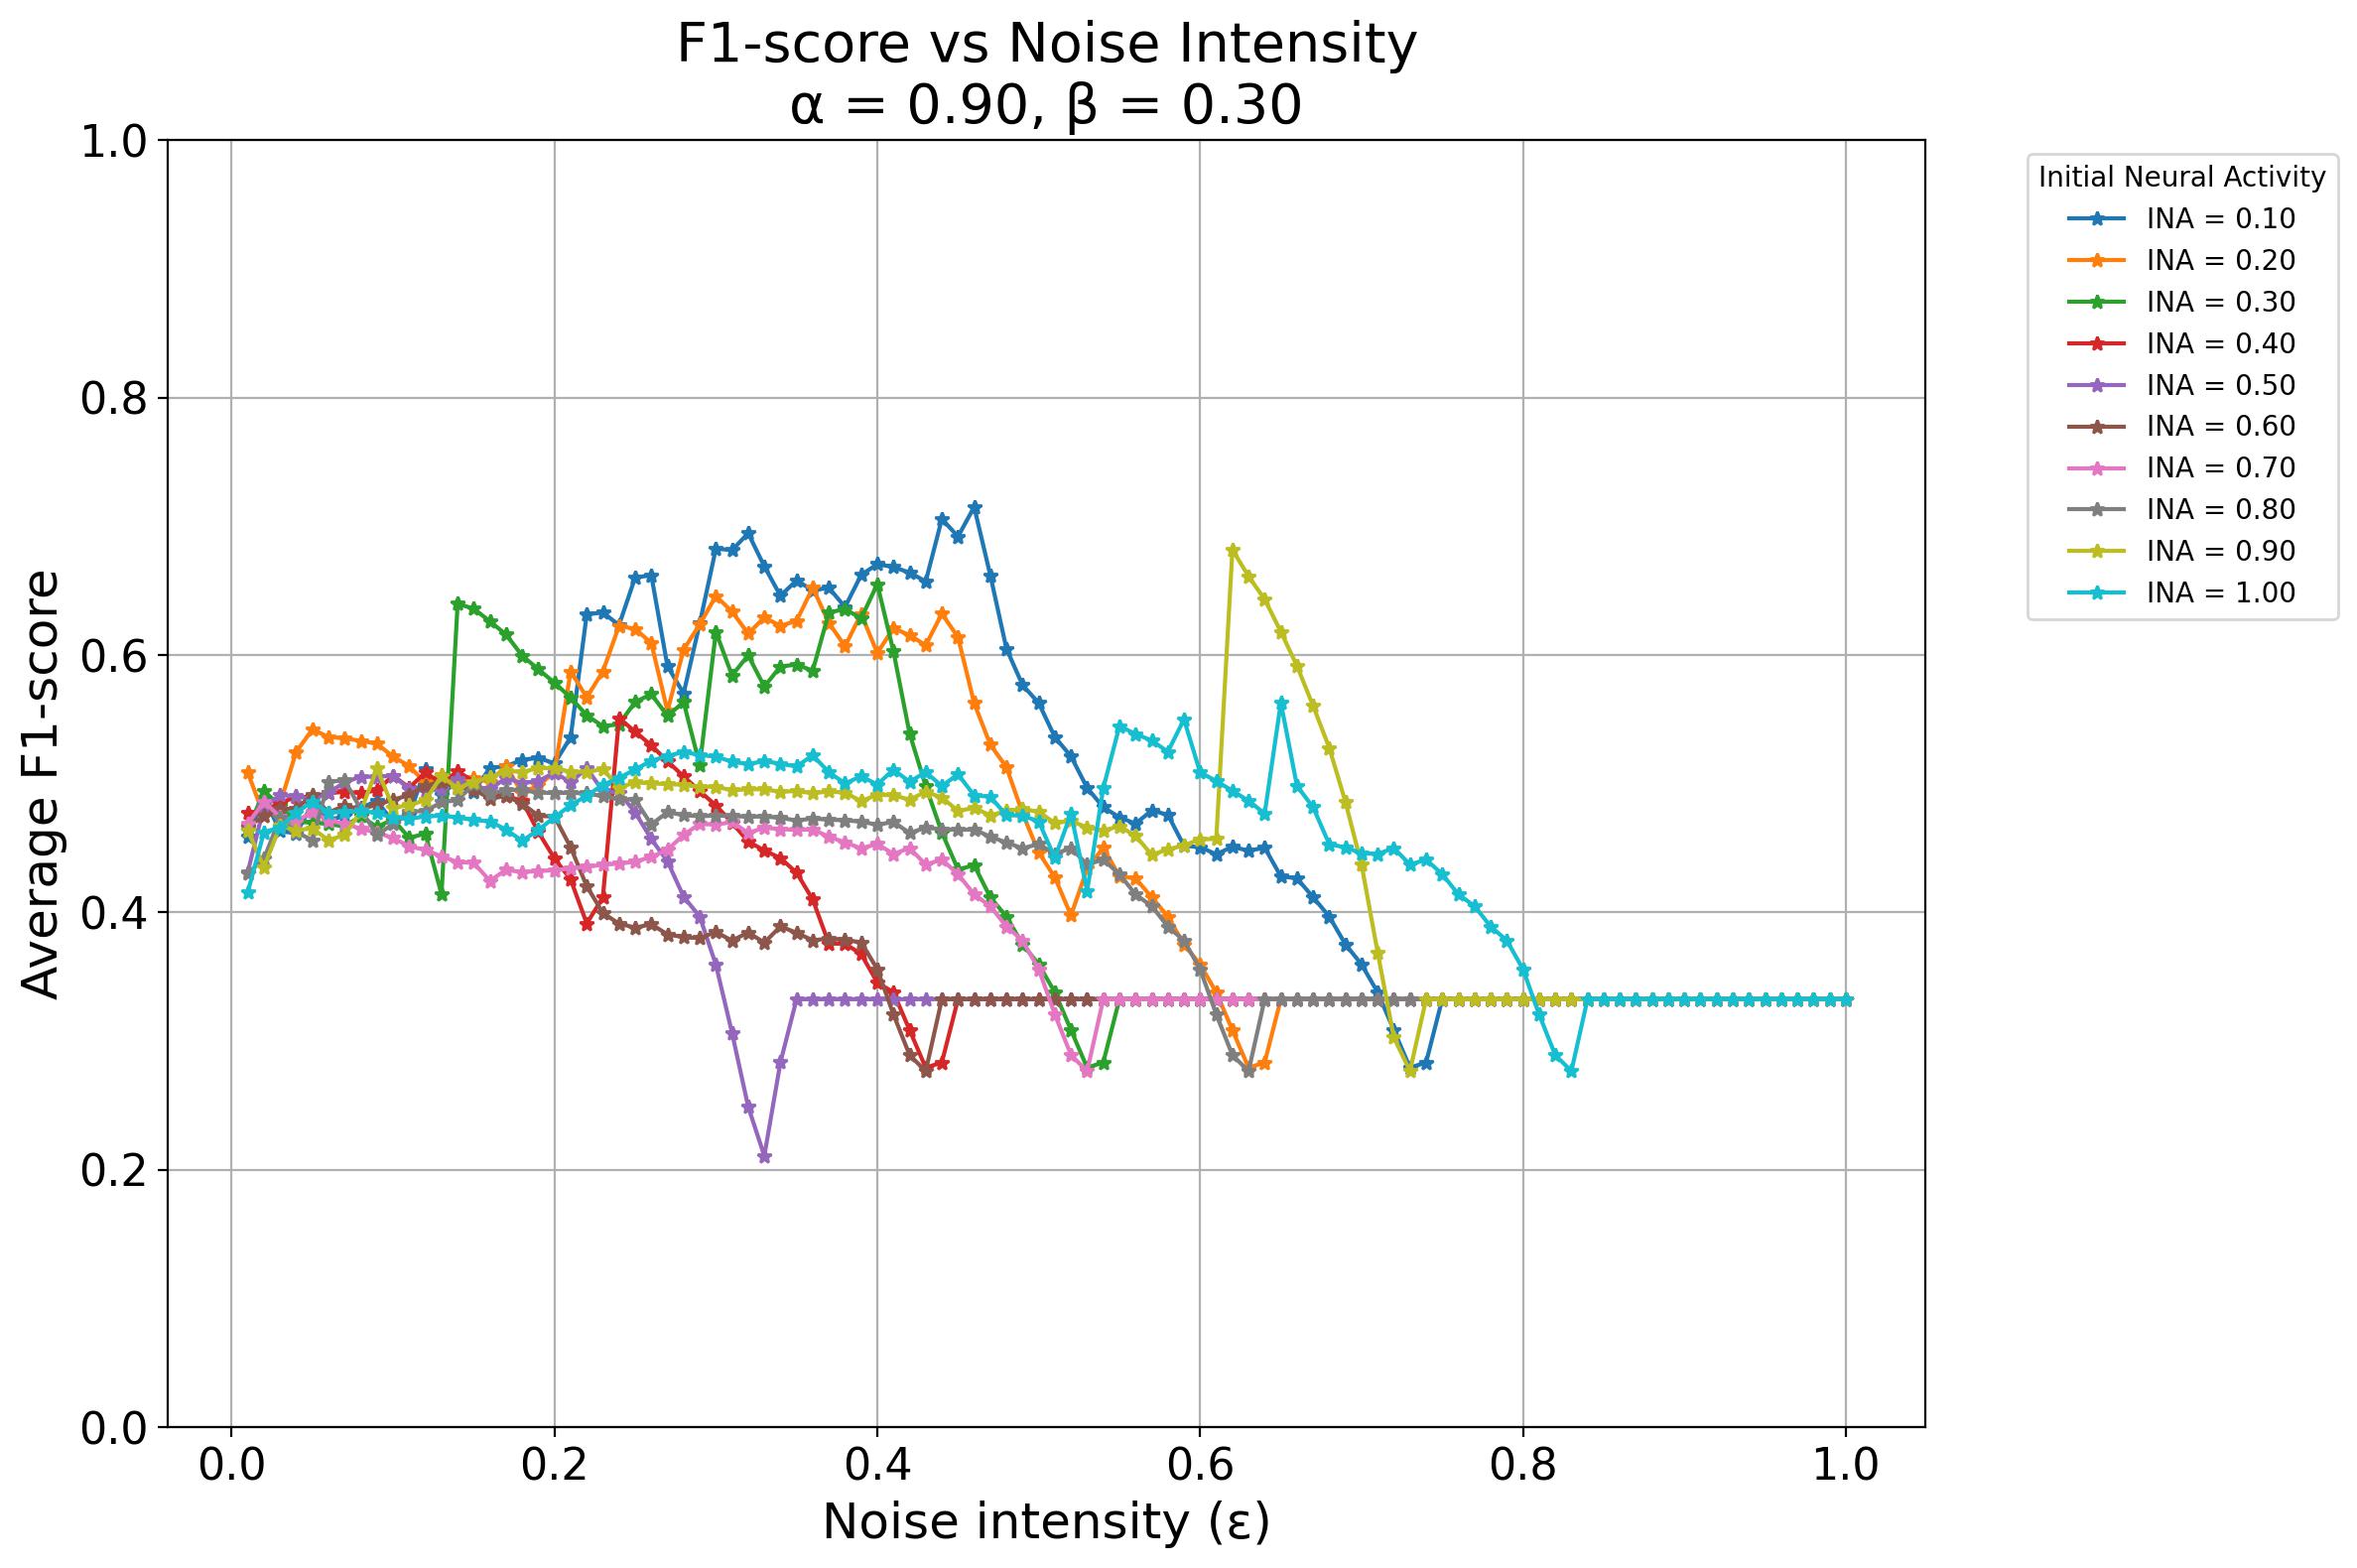 F1-score vs Noise Intensity
α = 0.90, β = 0.30
1.0
0.8
0.6
0.4
0.2
0.0
Average F1-score
0.0 0.2 0.4 0.6 0.8 1.0
Noise intensity (ε)
Initial Neural Activity
INA = 0.10
INA = 0.20
INA = 0.30
INA = 0.40
INA = 0.50
INA = 0.60
INA = 0.70
INA = 0.80
INA = 0.90
INA = 1.00